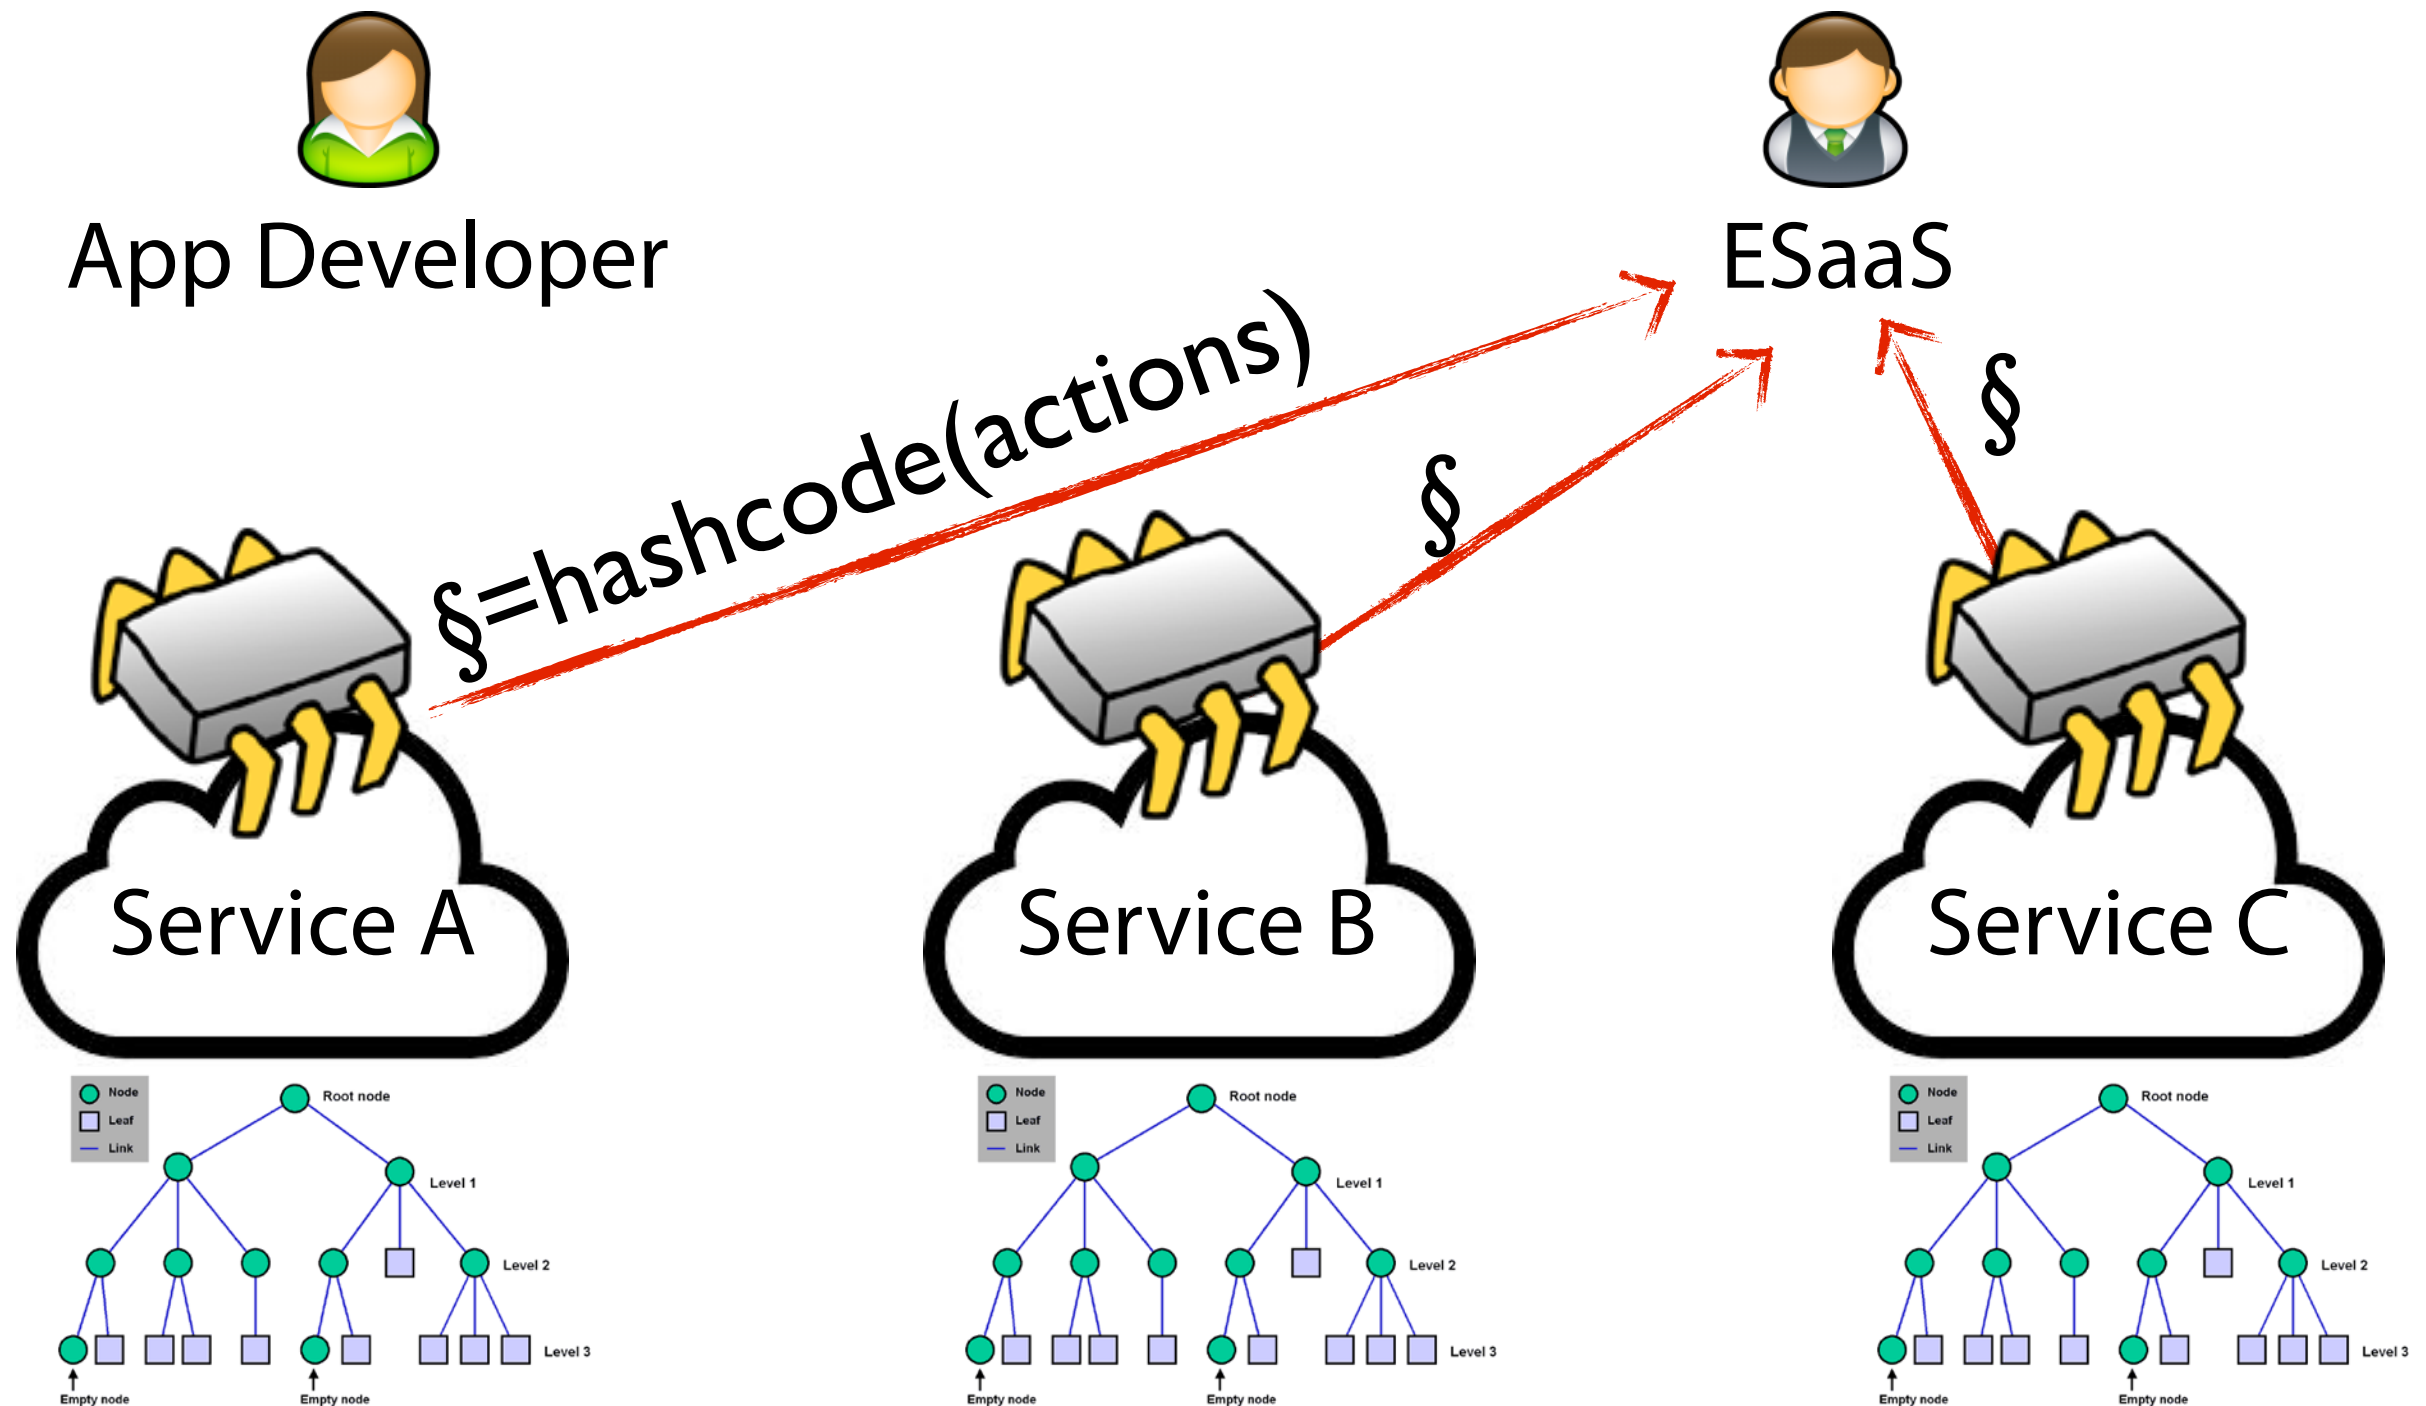 App Developer
ESaaS
§=hashcode(actions)
§
§
Service A
Service B
Service C
Node
Leaf
Link
Root node
Level 1
Level 2
Level 3
Empty node
Empty node
Node
Leaf
Link
Root node
Level 1
Level 2
Level 3
Empty node
Empty node
Node
Leaf
Link
Root node
Level 1
Level 2
Level 3
Empty node
Empty node